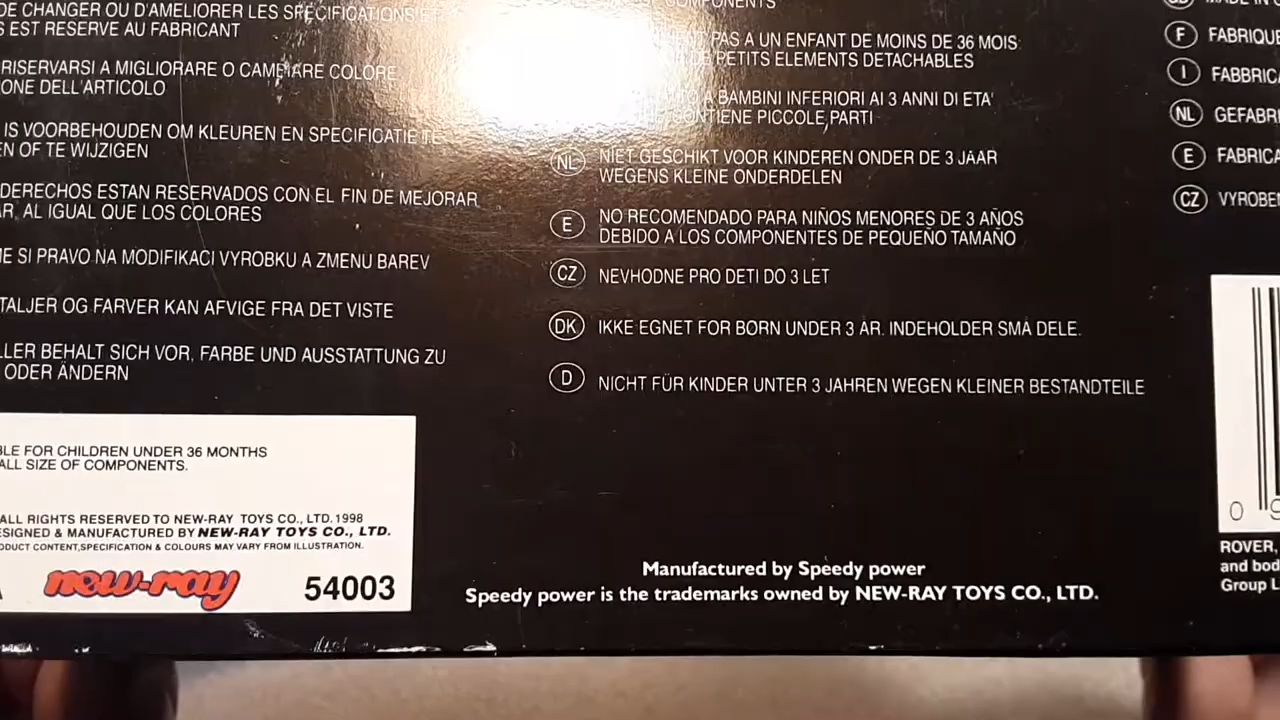 DE CHANGER OU D'AMELIORER LES SPECIFICATIONS ET
S EST RESERVE AU FABRICANT
RISERVARSI A MIGLIORARE O CAMBIARE COLORE
ONE DELL'ARTICOLO
IS VOORBEHOUDEN OM KLEUREN EN SPECIFICATIE TE
EN OF TE WIJZIGEN
DERECHOS ESTAN RESERVADOS CON EL FIN DE MEJORAR
AR, AL IGUAL QUE LOS COLORES
JE SI PRAVO NA MODIFIKACI VYROBKU A ZMENU BAREV
TALJER OG FARVER KAN AFVIGE FRA DET VISTE
LLER BEHALT SICH VOR, FARBE UND AUSSTATTUNG ZU
ODER ÄNDERN
COMPONENTS
PAS A UN ENFANT DE MOINS DE 36 MOIS
DE PETITS ELEMENTS DETACHABLES
A BAMBINI INFERIORI AI 3 ANNI DI ETA'
CONTIENE PICCOLE PARTI
NL NIET GESCHIKT VOOR KINDEREN ONDER DE 3 JAAR
WEGENS KLEINE ONDERDELEN
E NO RECOMENDADO PARA NIÑOS MENORES DE 3 AÑOS
DEBIDO A LOS COMPONENTES DE PEQUEÑO TAMAÑO
CZ NEVHODNE PRO DETI DO 3 LET
DK IKKE EGNET FOR BØRN UNDER 3 AR. INDEHOLDER SMA DELE.
D NICHT FÜR KINDER UNTER 3 JAHREN WEGEN KLEINER BESTANDTEILE
F FABRIQUE
I FABBRICA
NL GEFABRI
E FABRICA
CZ VYROBEN
BLE FOR CHILDREN UNDER 36 MONTHS
ALL SIZE OF COMPONENTS.
ALL RIGHTS RESERVED TO NEW-RAY TOYS CO., LTD. 1998
ESIGNED & MANUFACTURED BY NEW-RAY TOYS CO., LTD.
ODUCT CONTENT,SPECIFICATION & COLOURS MAY VARY FROM ILLUSTRATION.
new-ray 54003
Manufactured by Speedy power
Speedy power is the trademarks owned by NEW-RAY TOYS CO., LTD.
0
ROVER,
and bod
Group L